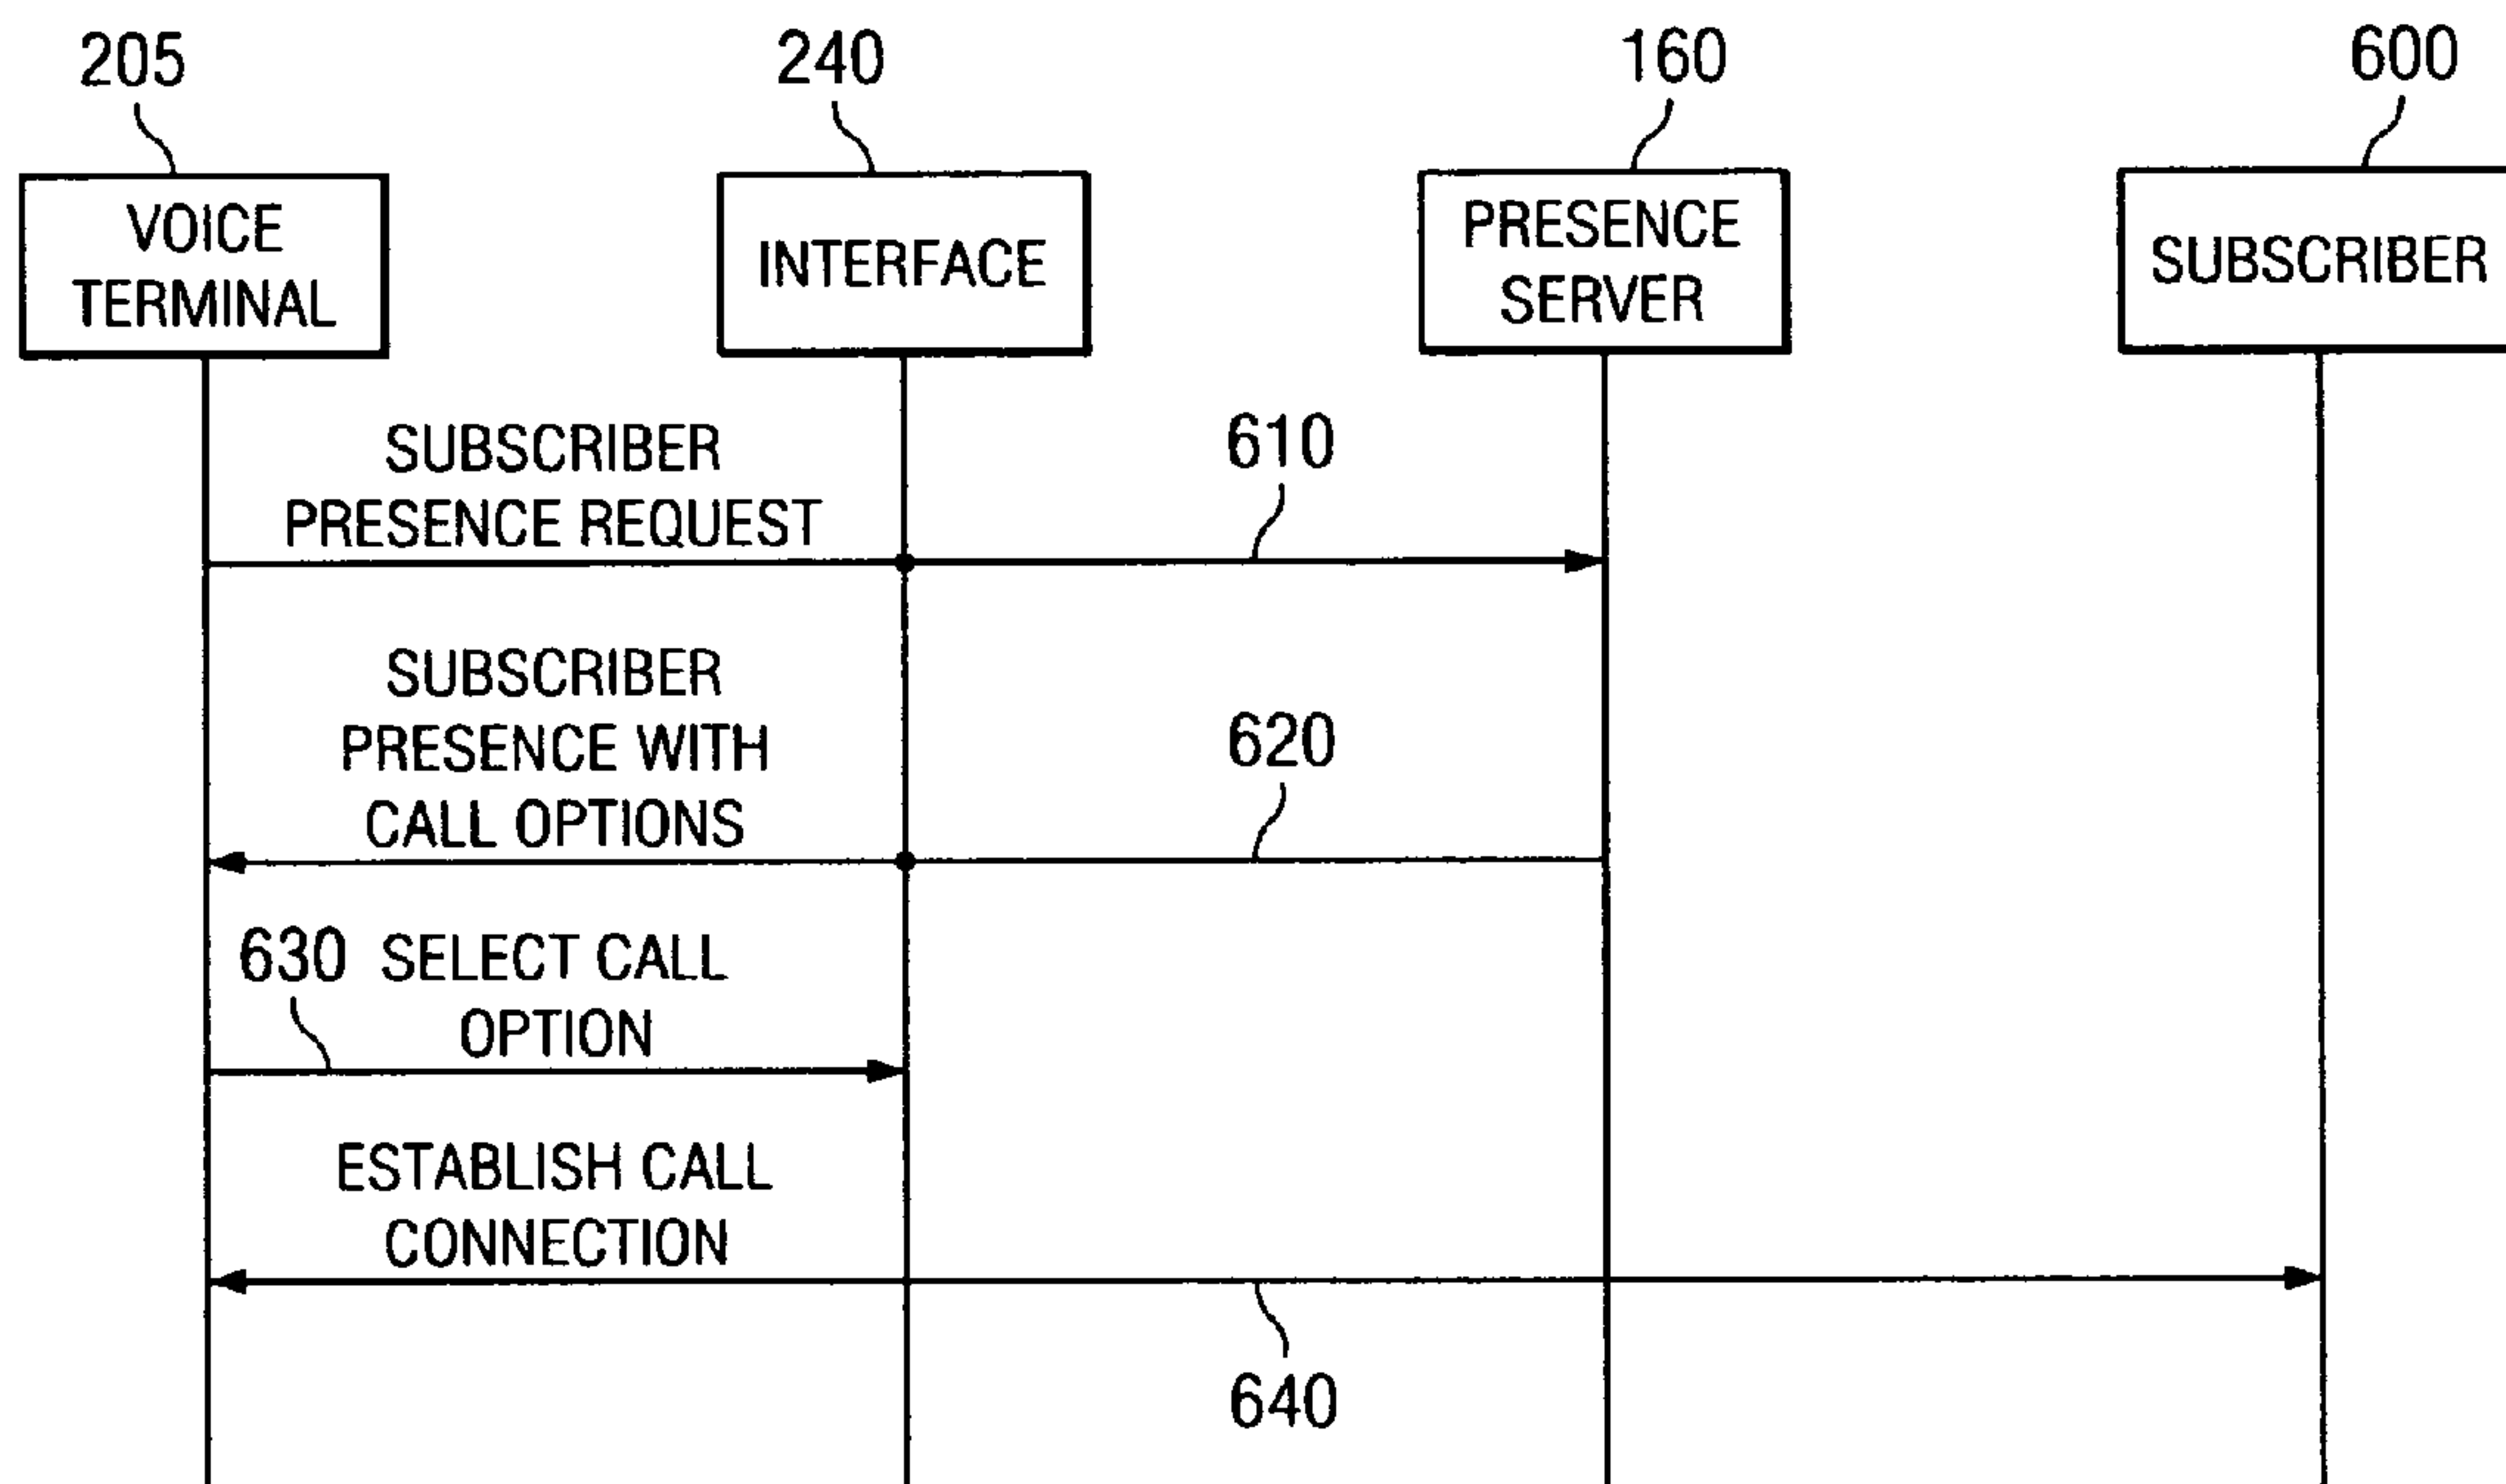 205
240
160
600
VOICE
TERMINAL
INTERFACE
PRESENCE
SERVER
SUBSCRIBER
SUBSCRIBER
PRESENCE REQUEST
610
SUBSCRIBER
PRESENCE WITH
CALL OPTIONS
620
630 SELECT CALL
OPTION
ESTABLISH CALL
CONNECTION
640